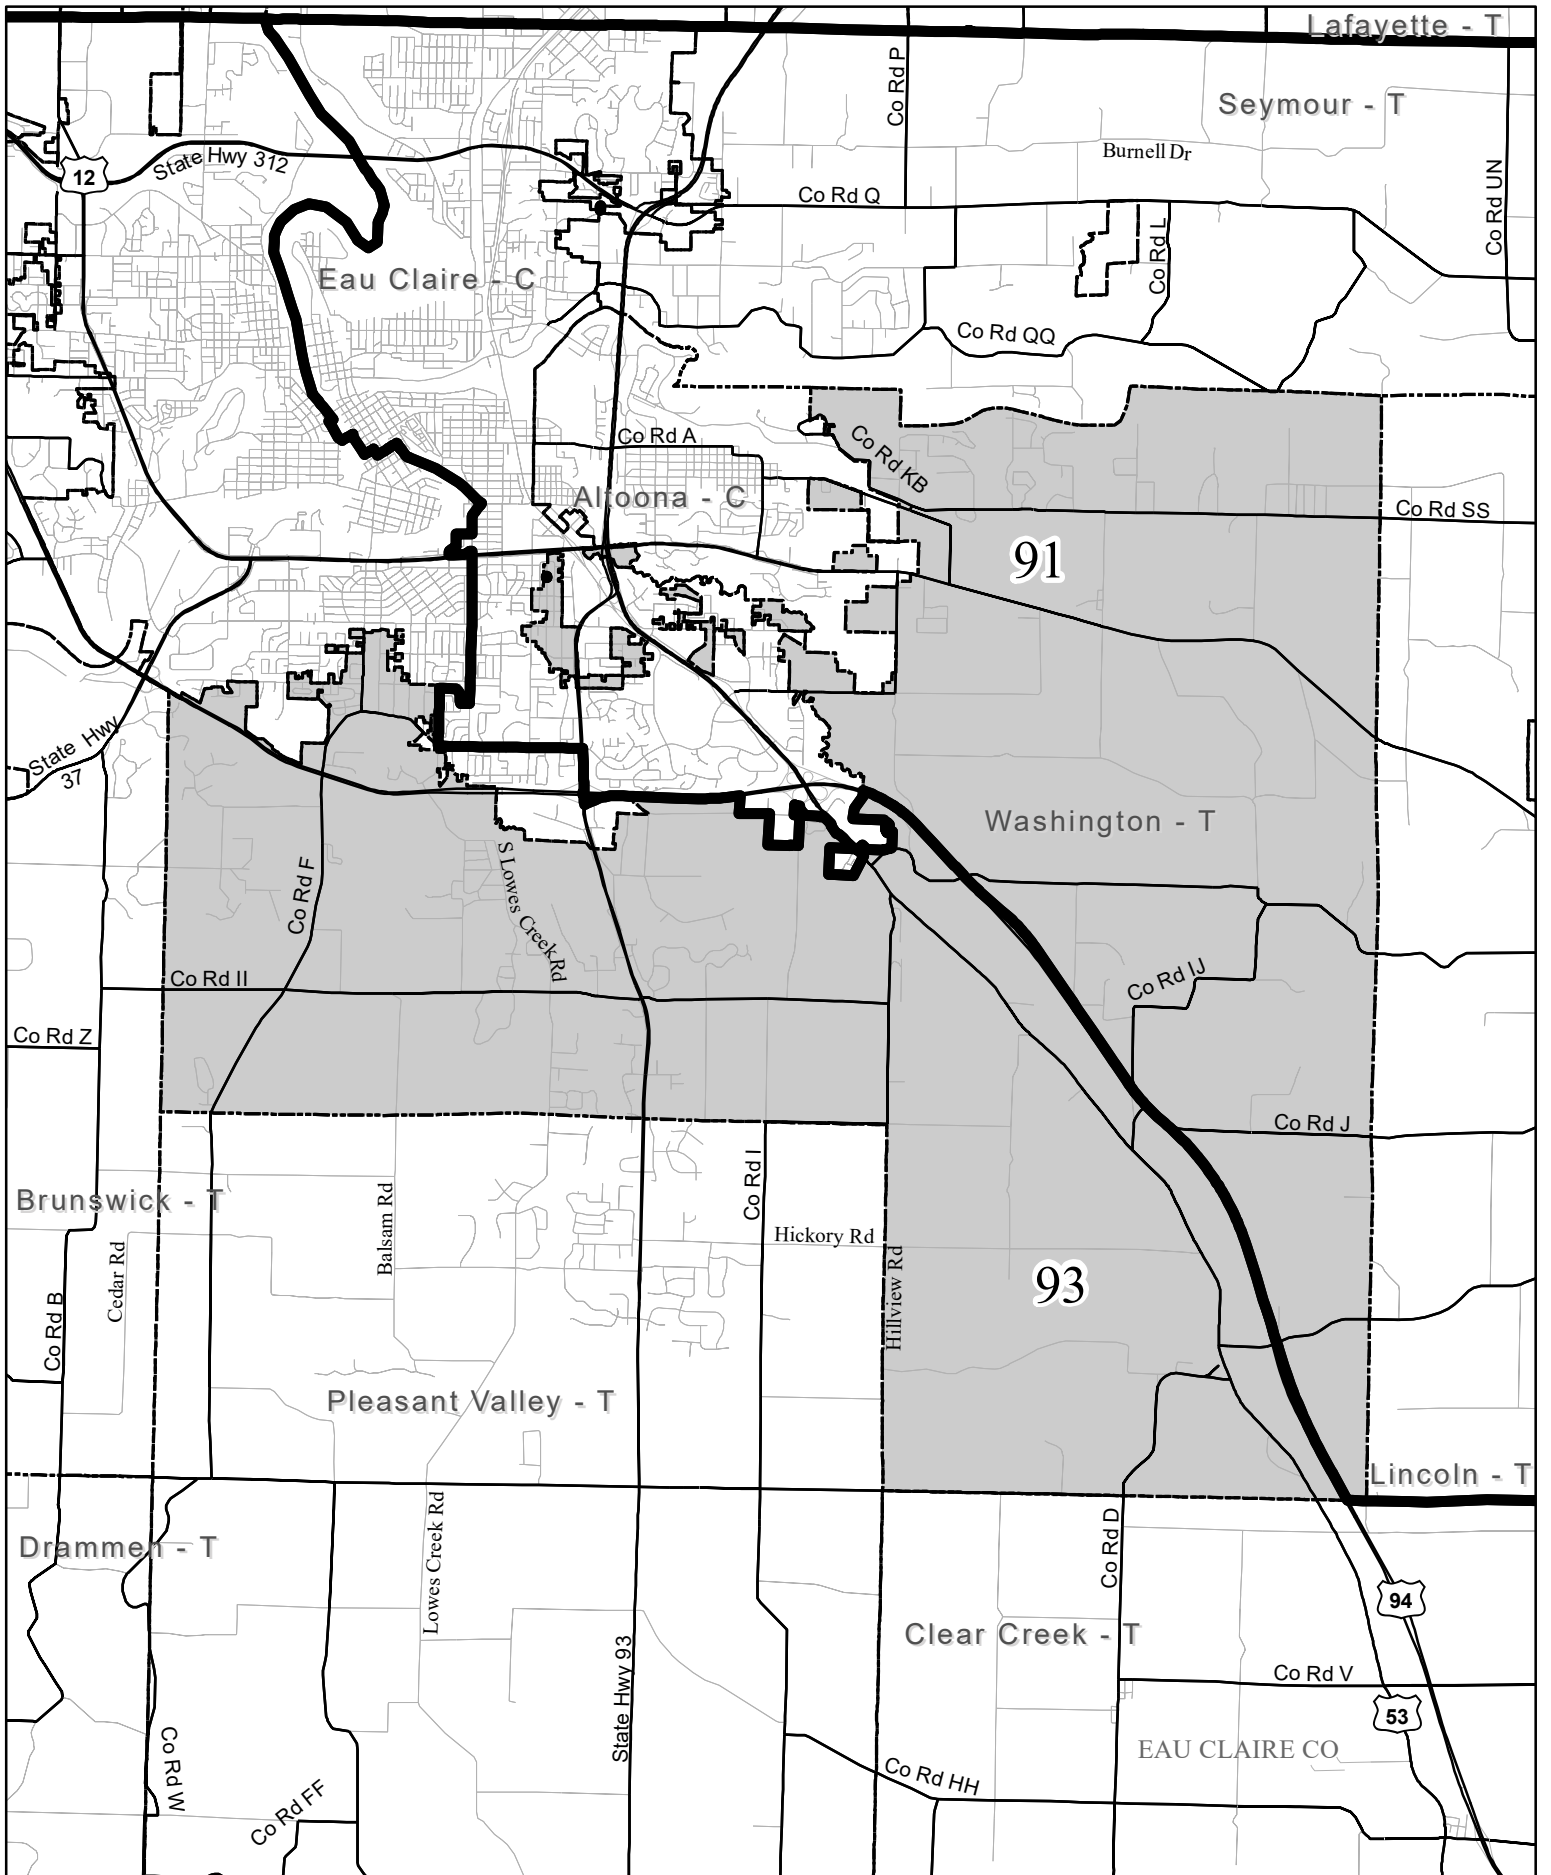 Lafayette - T
Co Rd P
Seymour - T
Burnell Dr
State Hwy 312
12
Co Rd Q
Co Rd UN
Co Rd L
Eau Claire - C
Co Rd QQ
Co Rd A
Co Rd KB
Altoona - C
Co Rd SS
91
State Hwy
37
Washington - T
Co Rd F
S Lowes Creek Rd
Co Rd II
Co Rd IJ
Co Rd Z
Co Rd J
Co Rd I
Brunswick - T
Balsam Rd
Hickory Rd
Cedar Rd
Hillview Rd
93
Co Rd B
Pleasant Valley - T
Lincoln - T
Lowes Creek Rd
Drammen - T
Co Rd D
94
Clear Creek - T
State Hwy 93
Co Rd V
53
Co Rd W
EAU CLAIRE CO
Co Rd HH
Co Rd FF